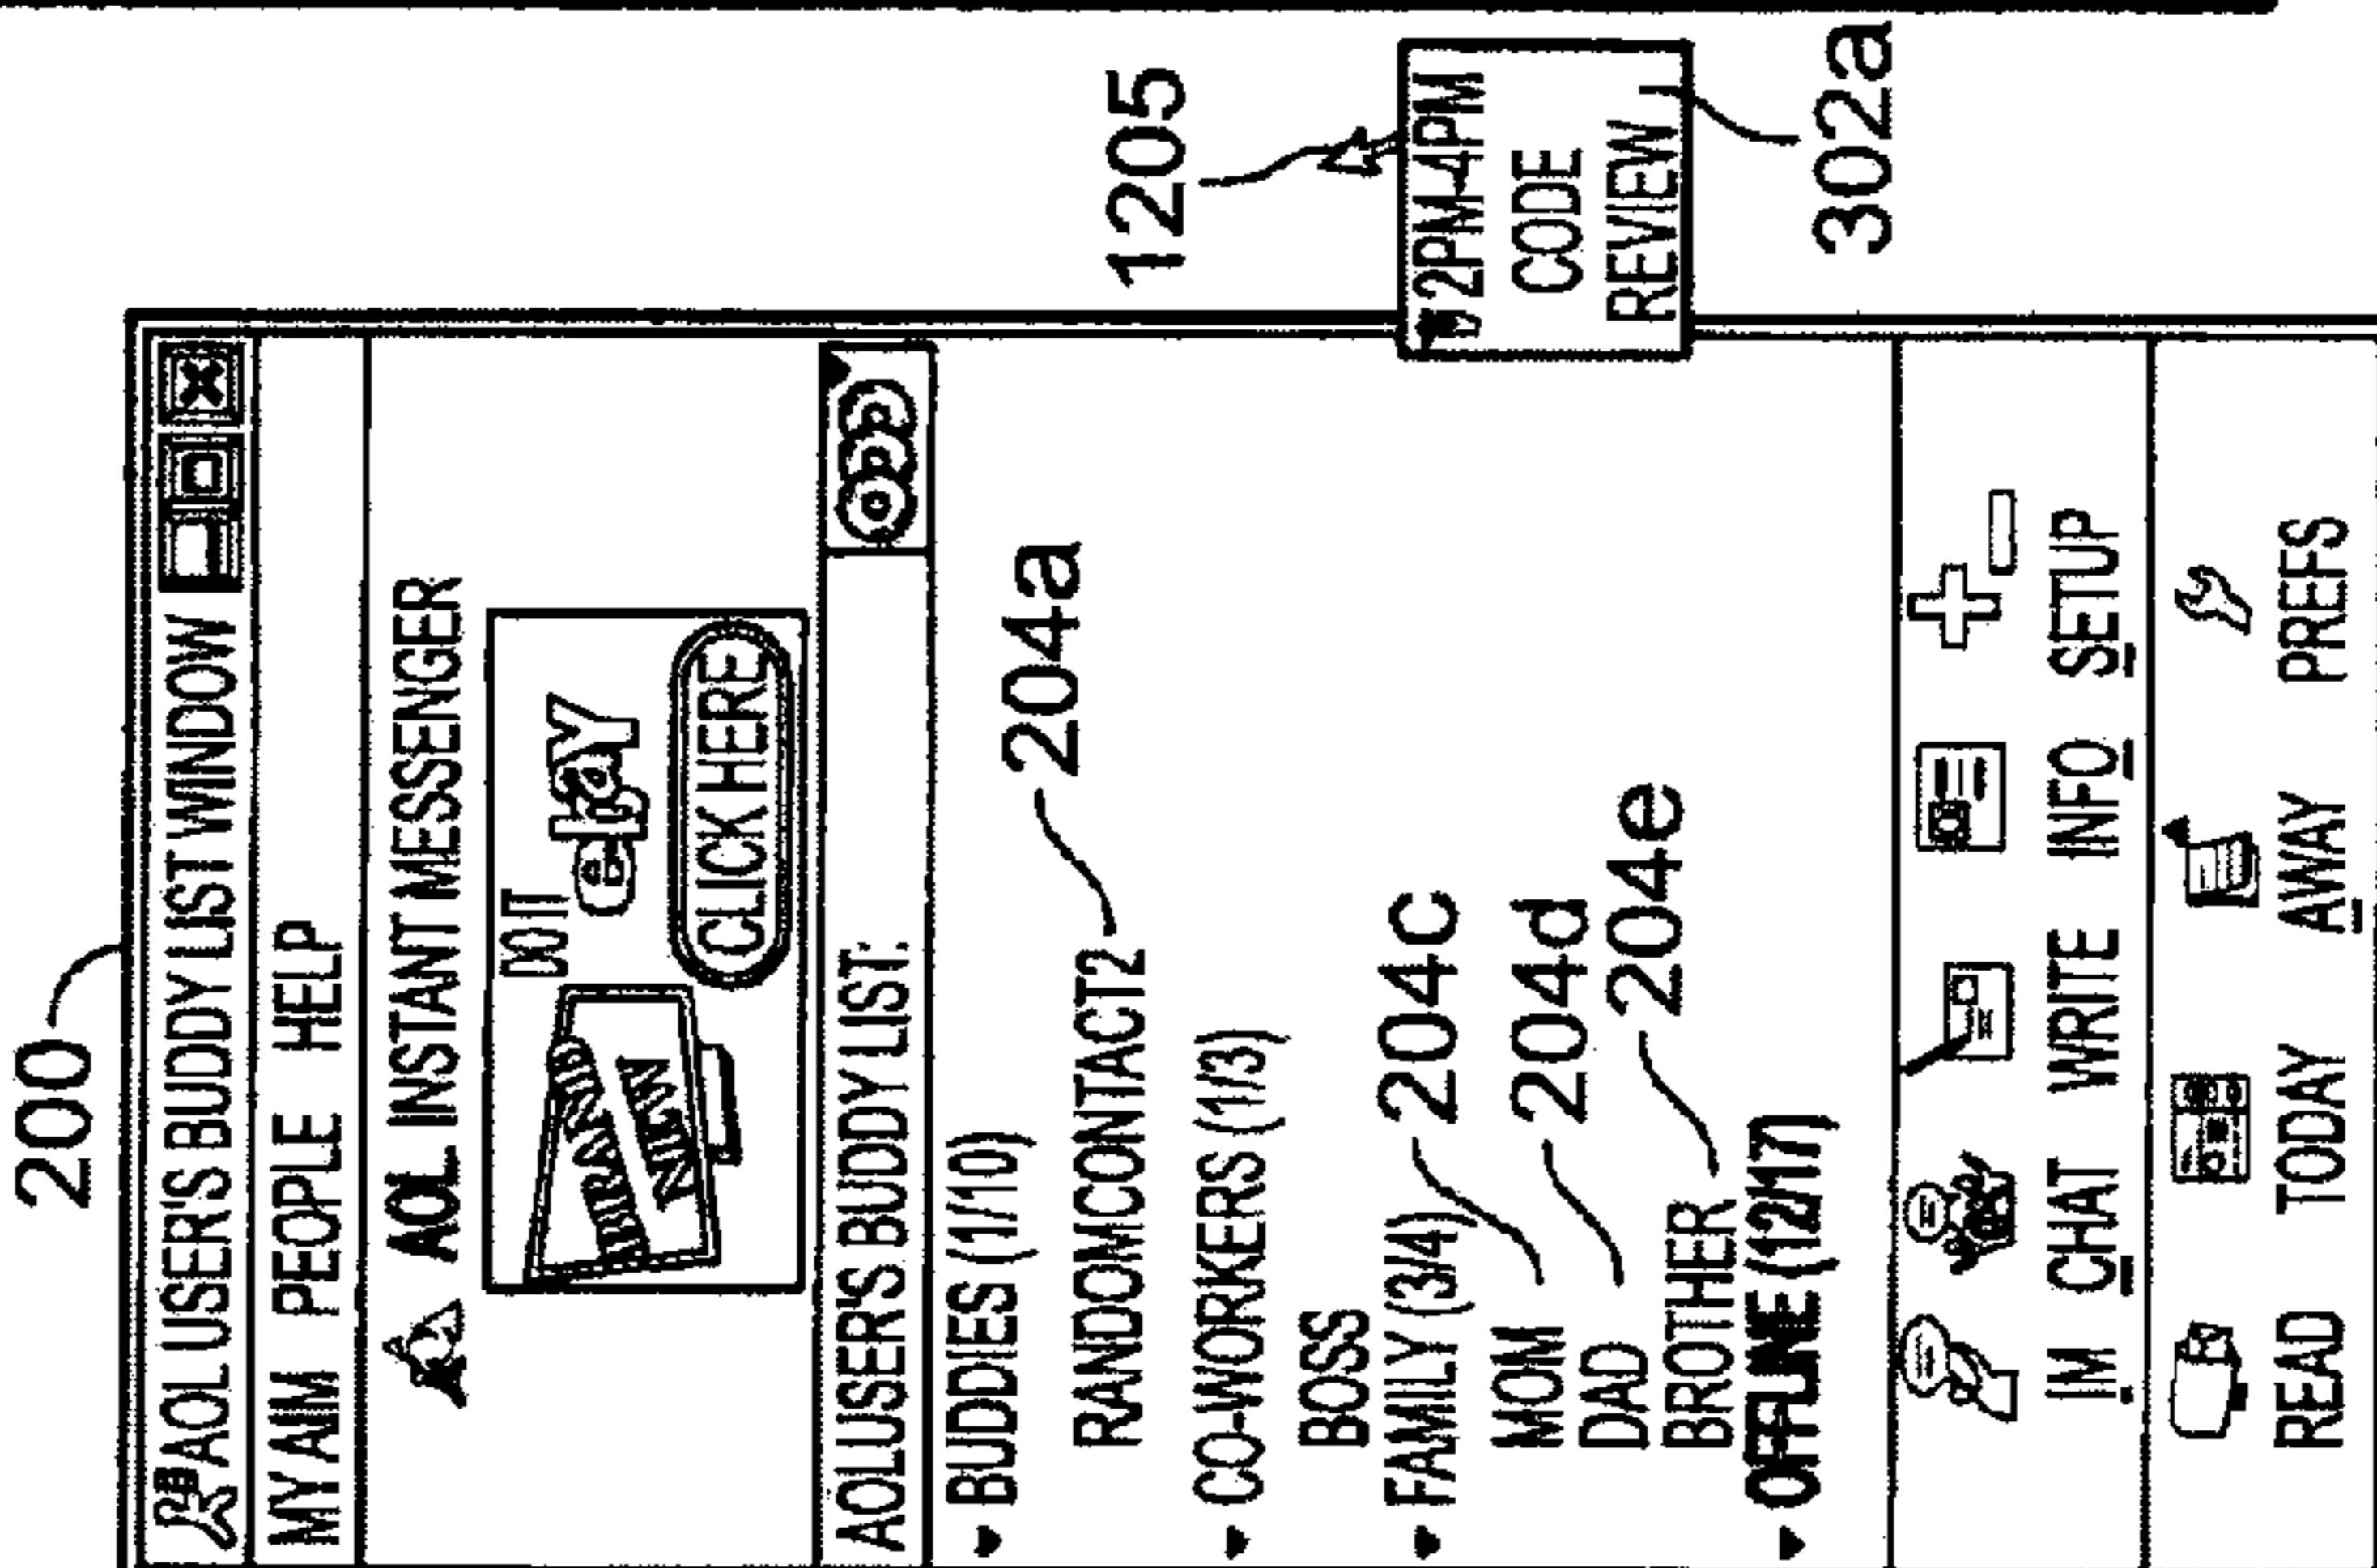 200
AOL USER'S BUDDY LIST WINDOW
MY AIM PEOPLE HELP
AOL INSTANT MESSENGER
DO IT
ebaY
CLICK HERE
AOLUSER'S BUDDY LIST:
BUDDIES (1/10)
204a
RANDOMCONTACT2
CO-WORKERS (1/3)
1205
BOSS
FAMILY (3/4)
204c
2PM-4PM
CODE
REVIEW
302a
MOM
204d
DAD
204e
BROTHER
OFFLINE (12/17)
IM CHAT WRITE INFO SETUP
READ TODAY AWAY PREFS